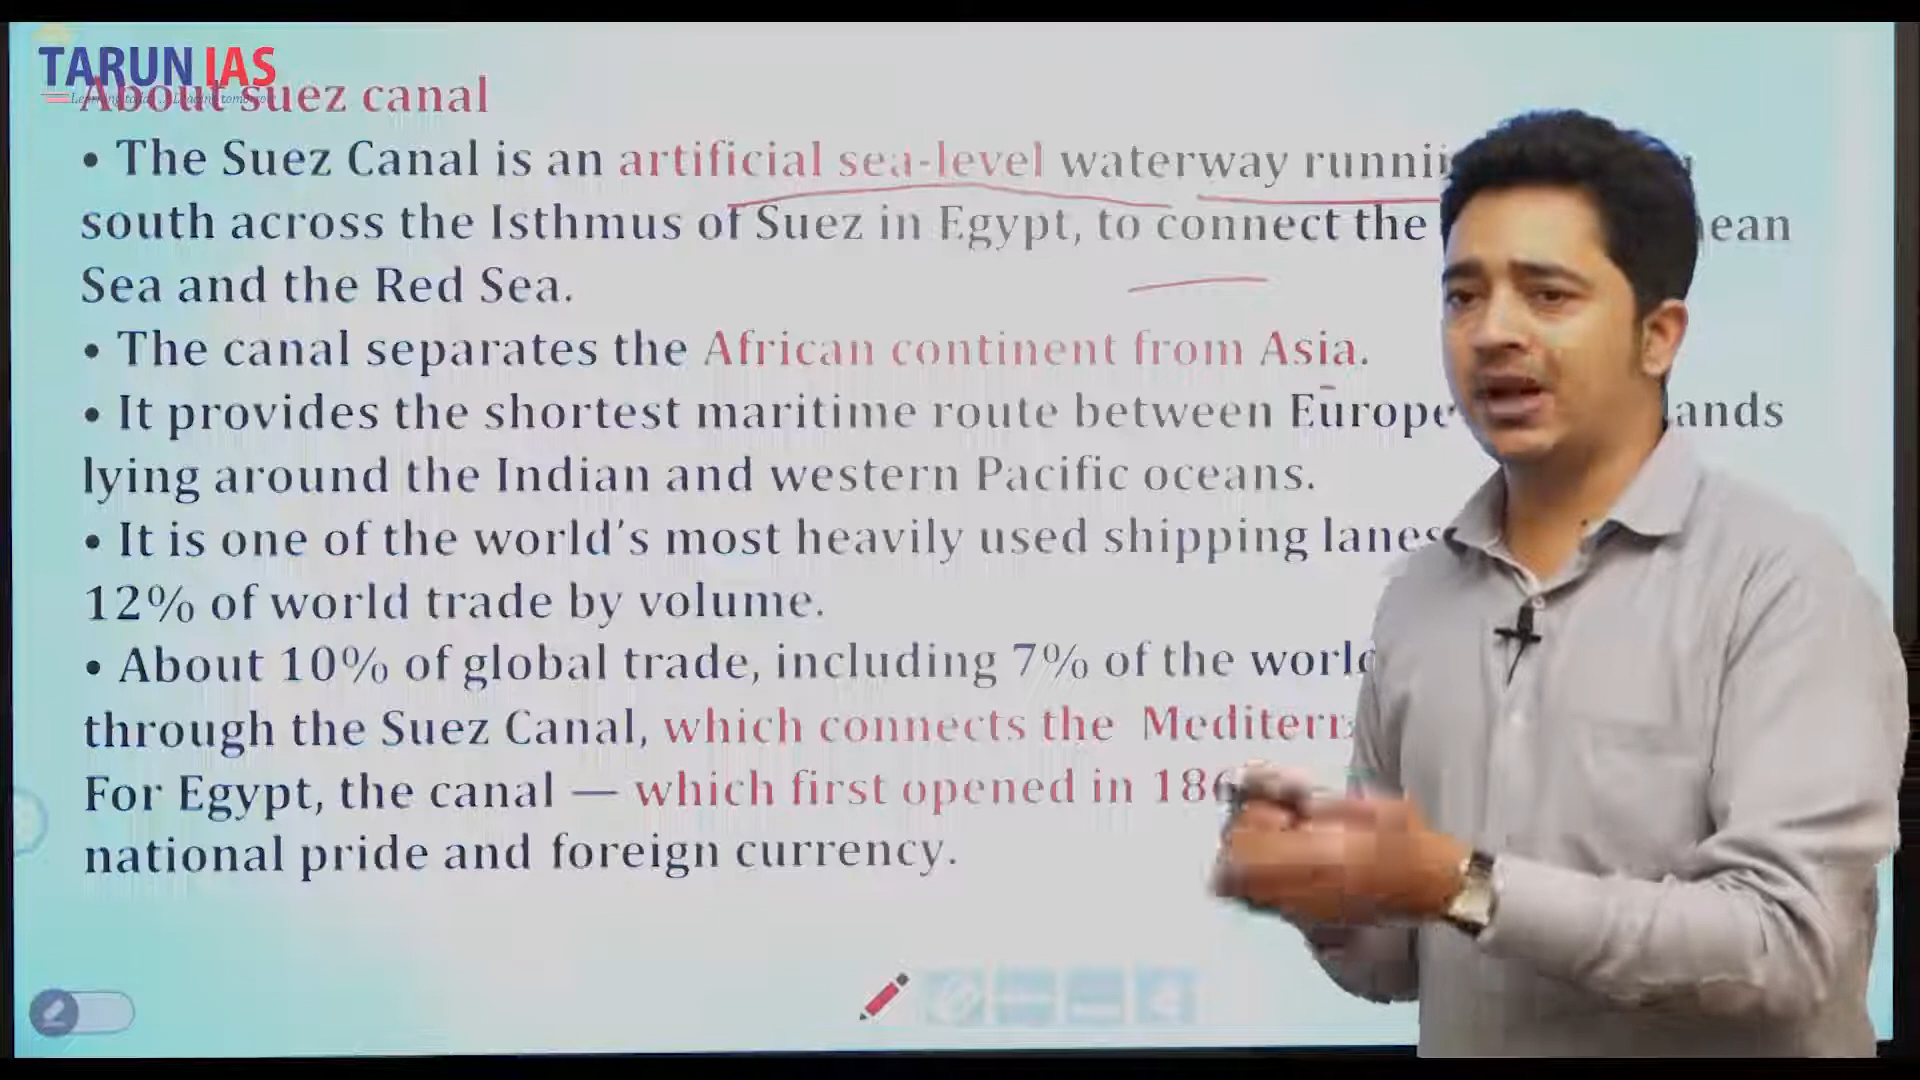 TARUN IAS
About suez canal
• The Suez Canal is an artificial sea-level waterway
south across the Isthmus of Suez in Egypt, to connect the
Sea and the Red Sea.
• The canal separates the African continent from Asia.
• It provides the shortest maritime route between Europe lands
lying around the Indian and western Pacific oceans.
• It is one of the world's most heavily used shipping lanes
12% of world trade by volume.
• About 10% of global trade, including 7% of the
through the Suez Canal, which connects the
For Egypt, the canal — which first opened in
national pride and foreign currency.